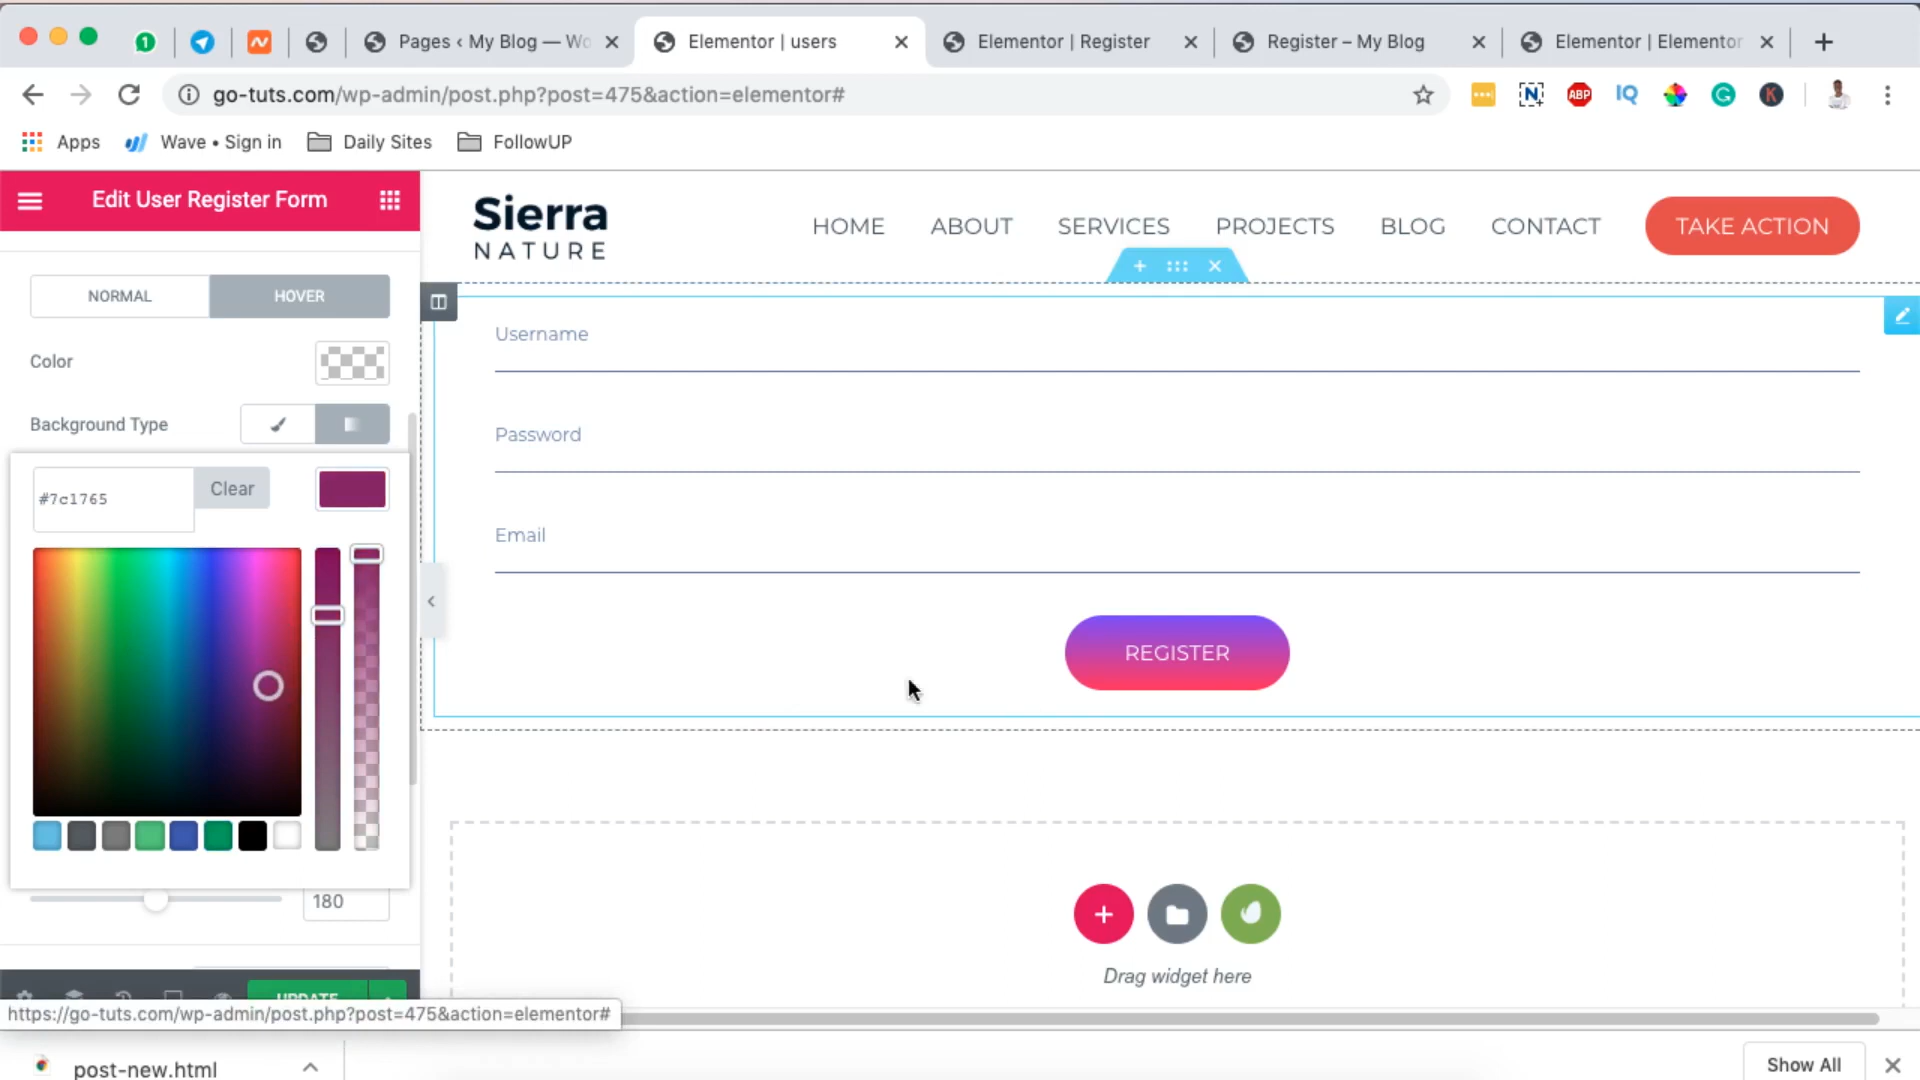 1
Pages ‹ My Blog — Wo
Elementor | users
Elementor | Register
Register – My Blog
Elementor | Elementor
go-tuts.com/wp-admin/post.php?post=475&action=elementor#
ABP
IQ
Apps
Wave • Sign in
Daily Sites
FollowUP
Edit User Register Form
NORMAL
HOVER
Color
Background Type
#7c1765
Clear
180
UPDATE
https://go-tuts.com/wp-admin/post.php?post=475&action=elementor#
Sierra
NATURE
HOME
ABOUT
SERVICES
PROJECTS
BLOG
CONTACT
TAKE ACTION
Username
Password
Email
REGISTER
Drag widget here
post-new.html
Show All